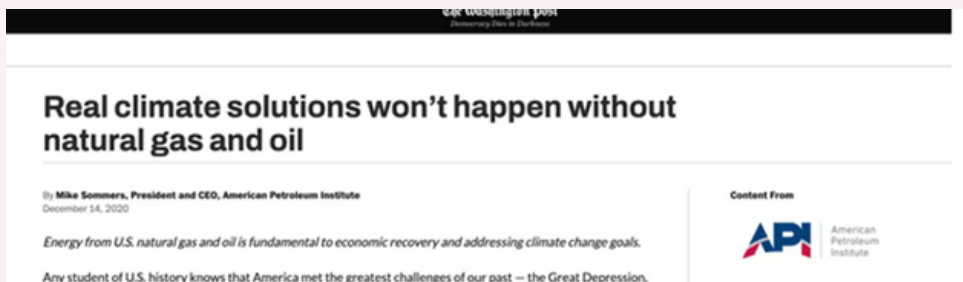 The Washington Post
Democracy Dies in Darkness
Real climate solutions won't happen without
natural gas and oil
By Mike Sommers, President and CEO, American Petroleum Institute
December 14, 2020
Content From
API
American
Petroleum
Institute
Energy from U.S. natural gas and oil is fundamental to economic recovery and addressing climate change goals.
Any student of U.S. history knows that America met the greatest challenges of our past — the Great Depression,